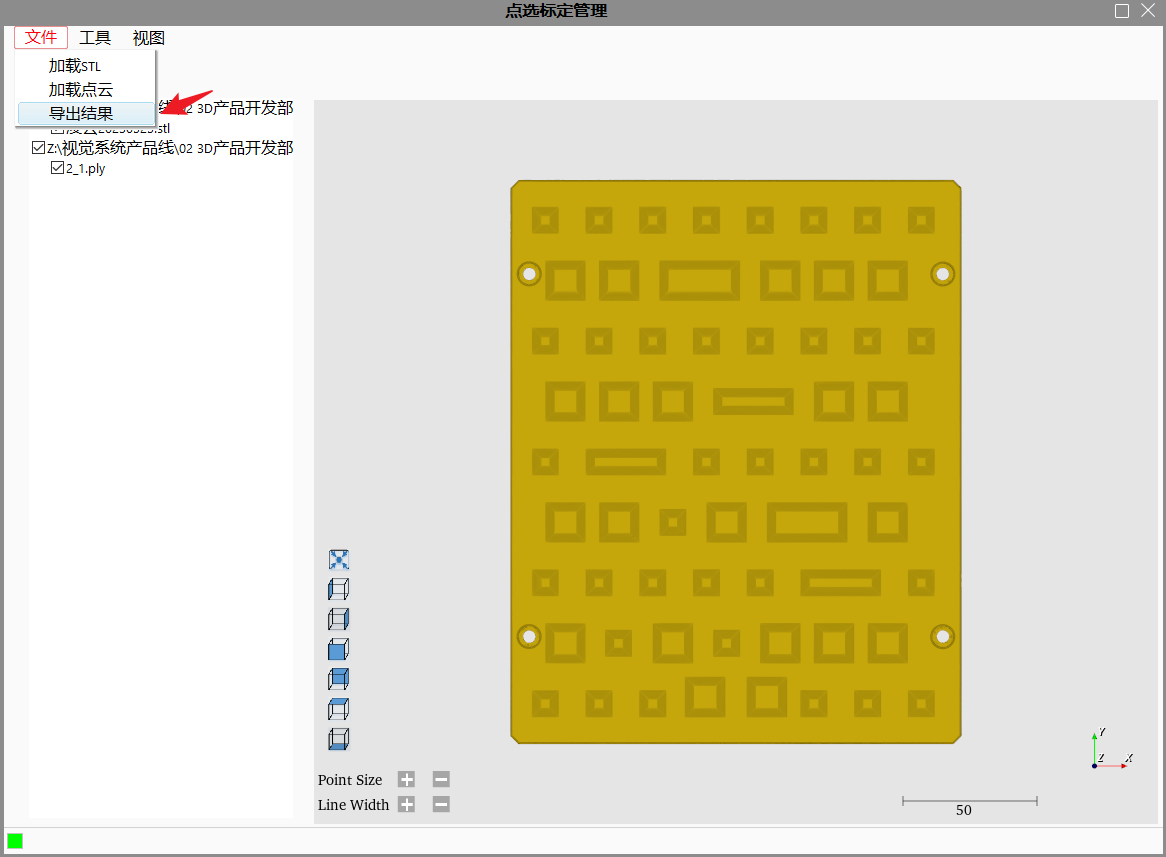 点选标定管理
文件 工具 视图
加载STL
加载点云
导出结果
线\02 3D产品开发部
凌云20230323.stl
Z:\视觉系统产品线\02 3D产品开发部
2_1.ply
Point Size
Line Width
Y
Z
X
50